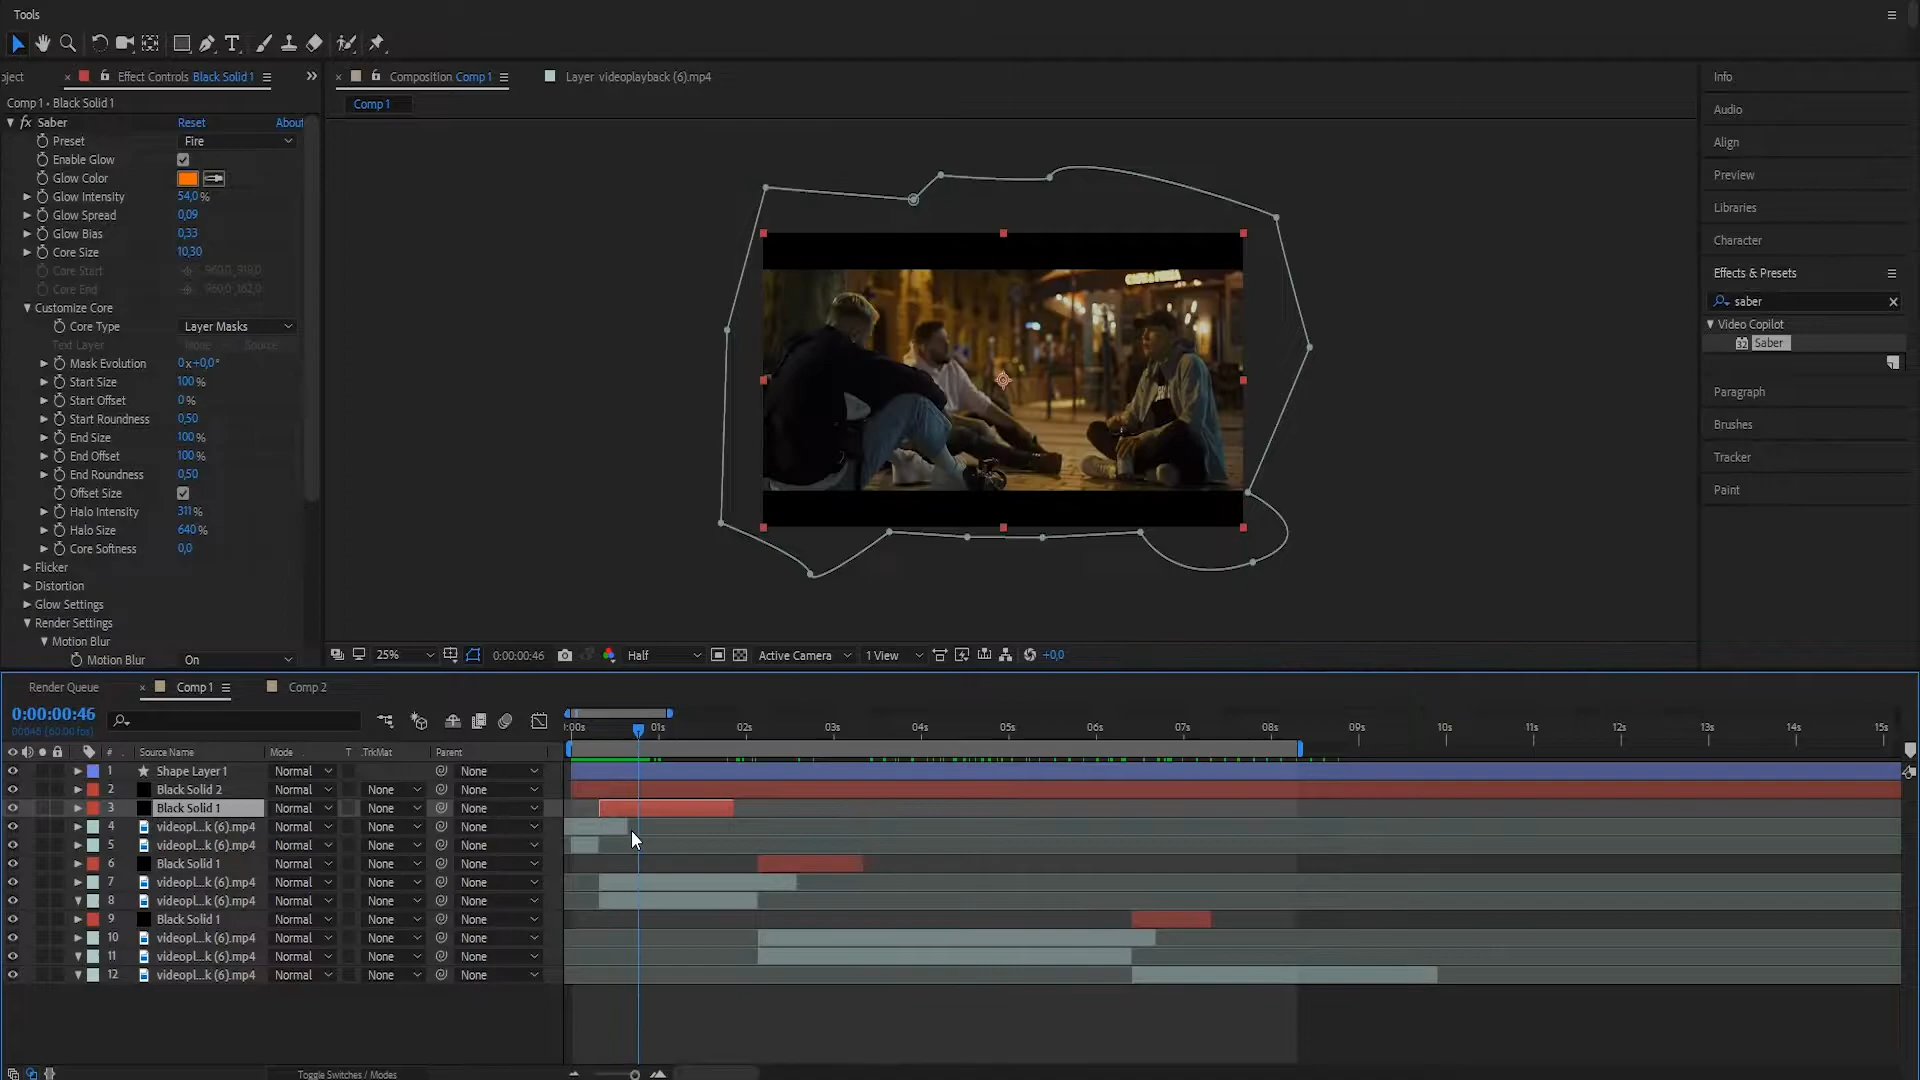 Tools
oject
Effect Controls Black Solid 1
Composition Comp 1
Layer videoplayback (6).mp4
Info
Comp 1 • Black Solid 1
Comp 1
Audio
fx Saber Reset About
Preset Fire
Align
Enable Glow
Glow Color
Preview
Glow Intensity 54,0 %
Libraries
Glow Spread 0,09
Glow Bias 0,33
Character
Core Size 10,30
Core Start 960,0 ,918,0
Effects & Presets
Core End 960,0 ,162,0
saber
Customize Core
Video Copilot
Core Type Layer Masks
Saber
Text Layer None Source
Mask Evolution 0 x +0,0°
Start Size 100 %
Paragraph
Start Offset 0 %
Start Roundness 0,50
Brushes
End Size 100 %
End Offset 100 %
Tracker
End Roundness 0,50
Offset Size
Paint
Halo Intensity 311 %
Halo Size 640 %
Core Softness 0,0
Flicker
Distortion
Glow Settings
Render Settings
Motion Blur
Motion Blur On
25% 0:00:00:46 Half Active Camera 1 View +0,0
Render Queue Comp 1 Comp 2
0:00:00:46
00046 (60.00 fps)
:00s 01s 02s 03s 04s 05s 06s 07s 08s 09s 10s 11s 12s 13s 14s 15s
# Source Name Mode T .TrkMat Parent
1 Shape Layer 1 Normal None
2 Black Solid 2 Normal None None
3 Black Solid 1 Normal None None
4 videopl...k (6).mp4 Normal None None
5 videopl...k (6).mp4 Normal None None
6 Black Solid 1 Normal None None
7 videopl...k (6).mp4 Normal None None
8 videopl...k (6).mp4 Normal None None
9 Black Solid 1 Normal None None
10 videopl...k (6).mp4 Normal None None
11 videopl...k (6).mp4 Normal None None
12 videopl...k (6).mp4 Normal None None
Toggle Switches / Modes